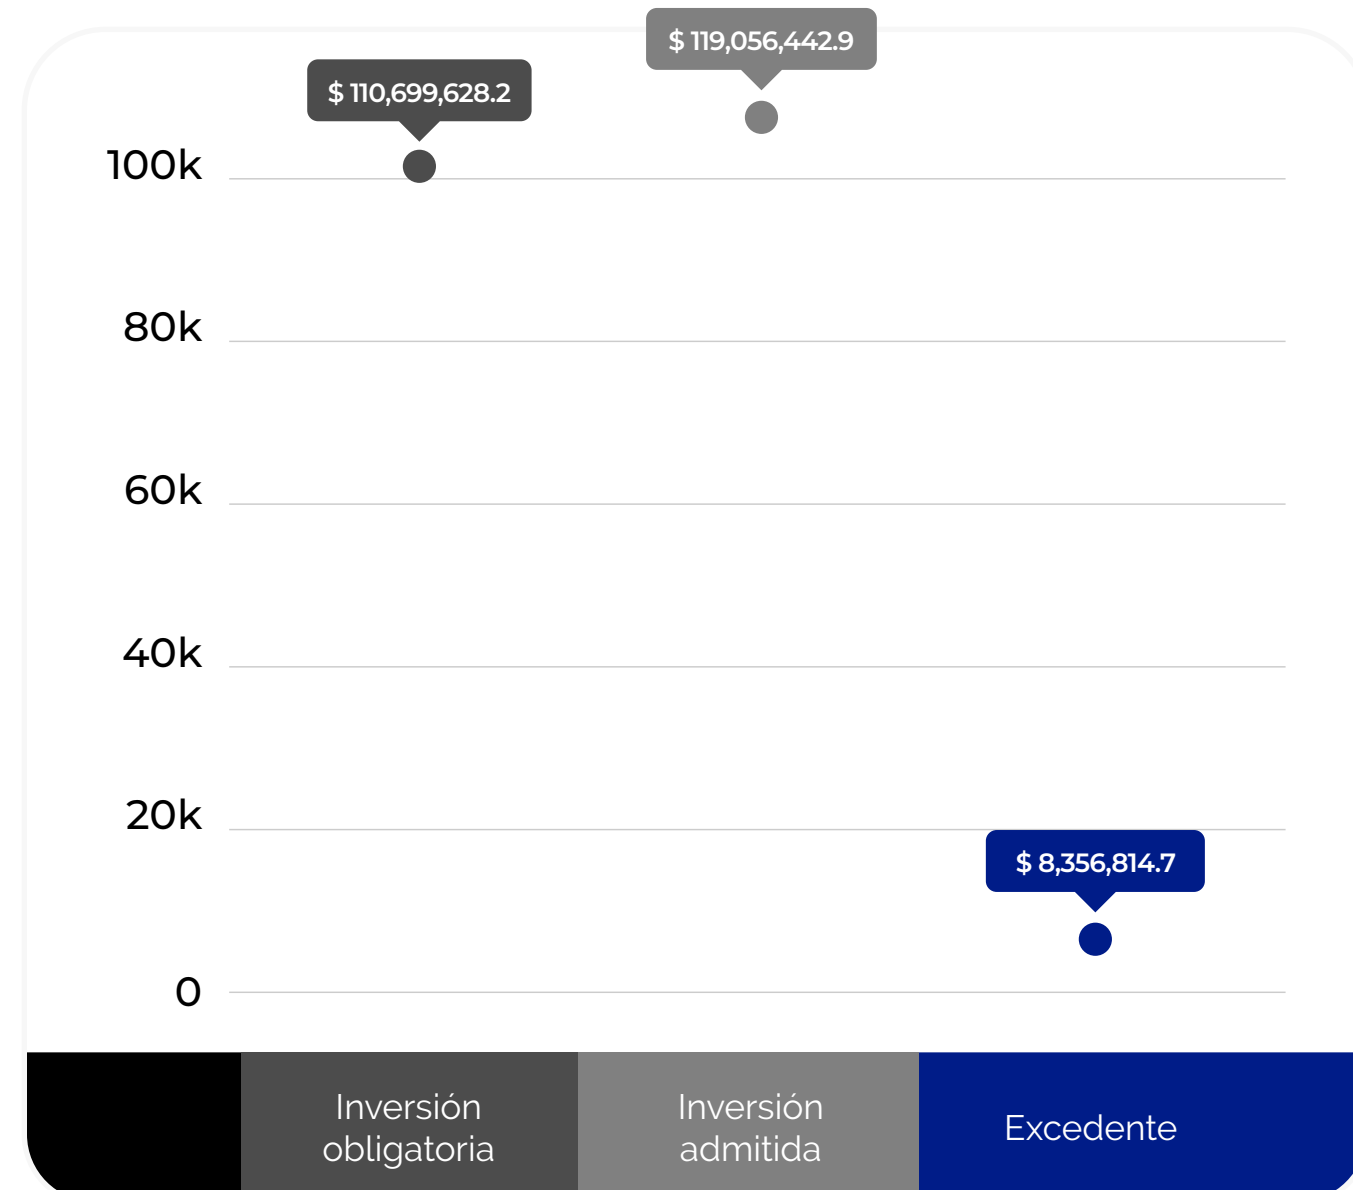 $ 119,056,442.9
$ 110,699,628.2
100k
80k
60k
40k
20k
$ 8,356,814.7
0
Inversión
obligatoria
Inversión
admitida
Excedente